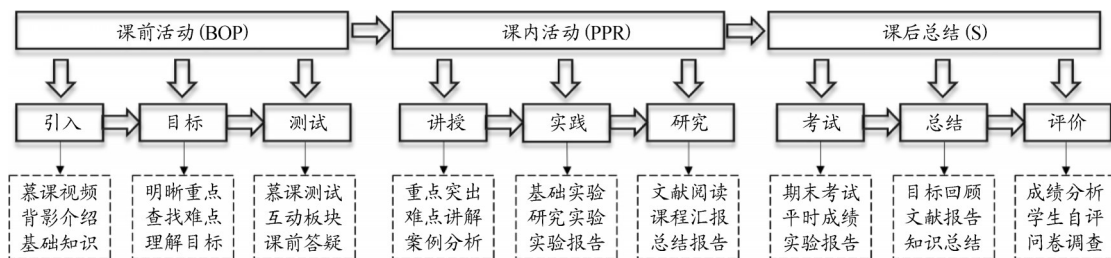 课前活动(BOP)
课内活动(PPR)
课后总结(S)
引入
目标
测试
讲授
实践
研究
考试
总结
评价
慕课视频
背影介绍
基础知识
明晰重点
查找难点
理解目标
慕课测试
互动板块
课前答疑
重点突出
难点讲解
案例分析
基础实验
研究实验
实验报告
文献阅读
课程汇报
总结报告
期末考试
平时成绩
实验报告
目标回顾
文献报告
知识总结
成绩分析
学生自评
问卷调查